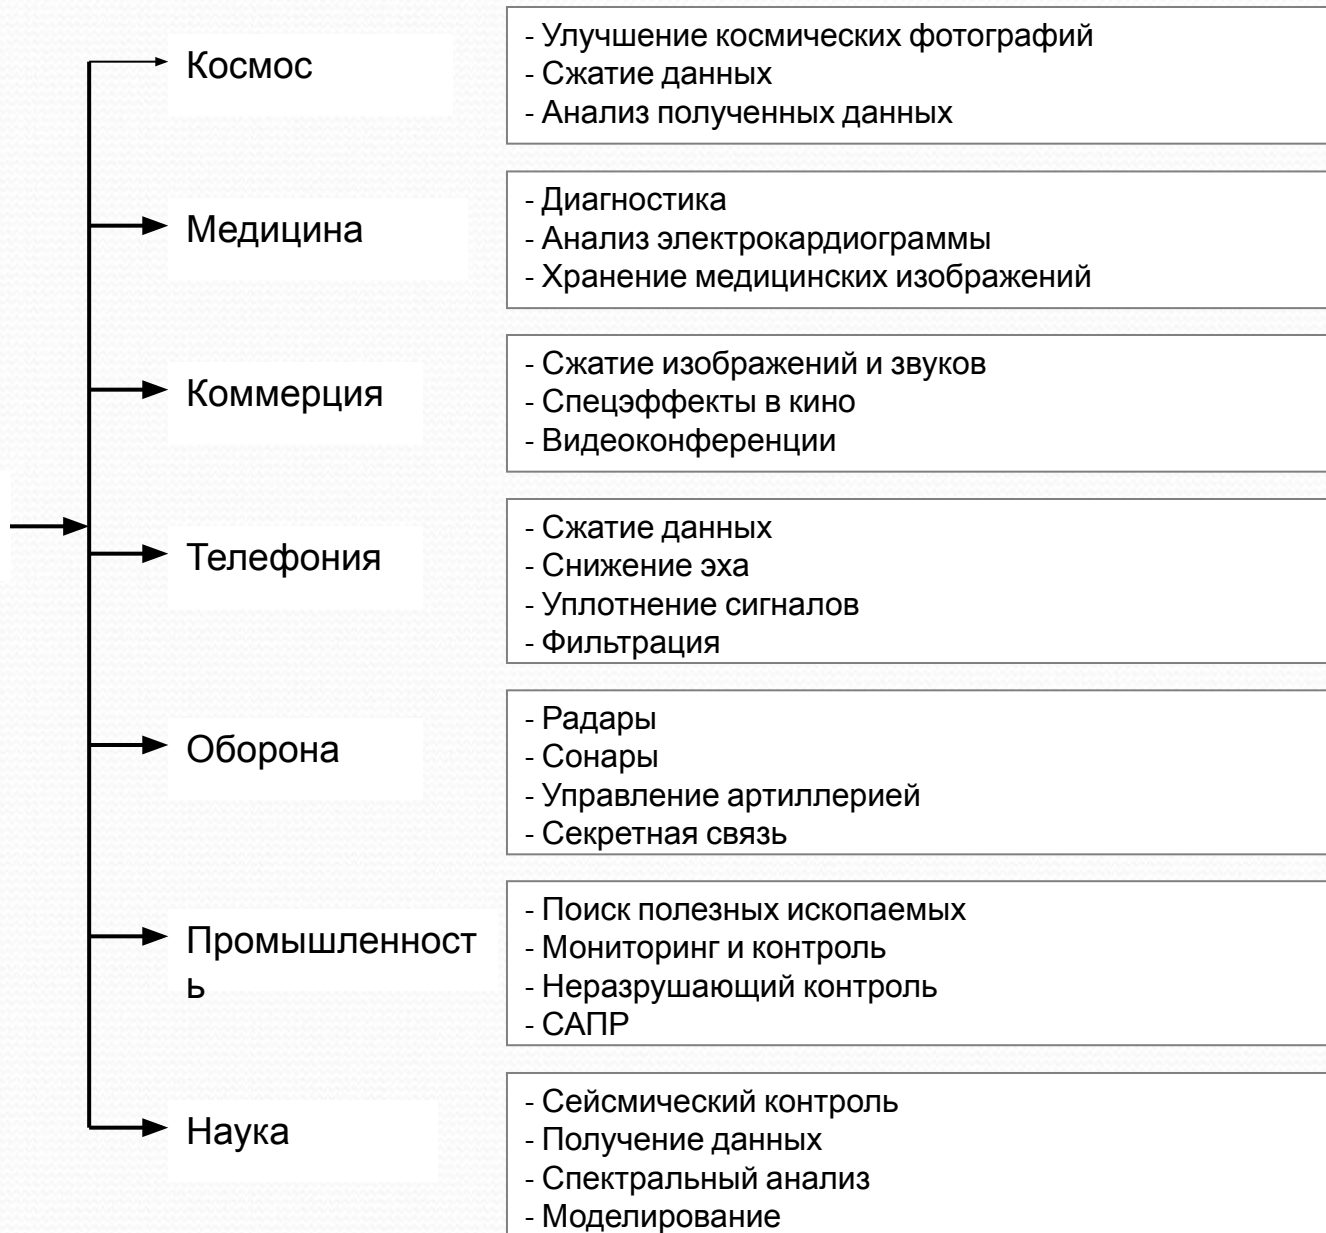 Космос
- Улучшение космических фотографий
- Сжатие данных
- Анализ полученных данных
Медицина
- Диагностика
- Анализ электрокардиограммы
- Хранение медицинских изображений
Коммерция
- Сжатие изображений и звуков
- Спецэффекты в кино
- Видеоконференции
Телефония
- Сжатие данных
- Снижение эха
- Уплотнение сигналов
- Фильтрация
Оборона
- Радары
- Сонары
- Управление артиллерией
- Секретная связь
Промышленност
ь
- Поиск полезных ископаемых
- Мониторинг и контроль
- Неразрушающий контроль
- САПР
Наука
- Сейсмический контроль
- Получение данных
- Спектральный анализ
- Моделирование